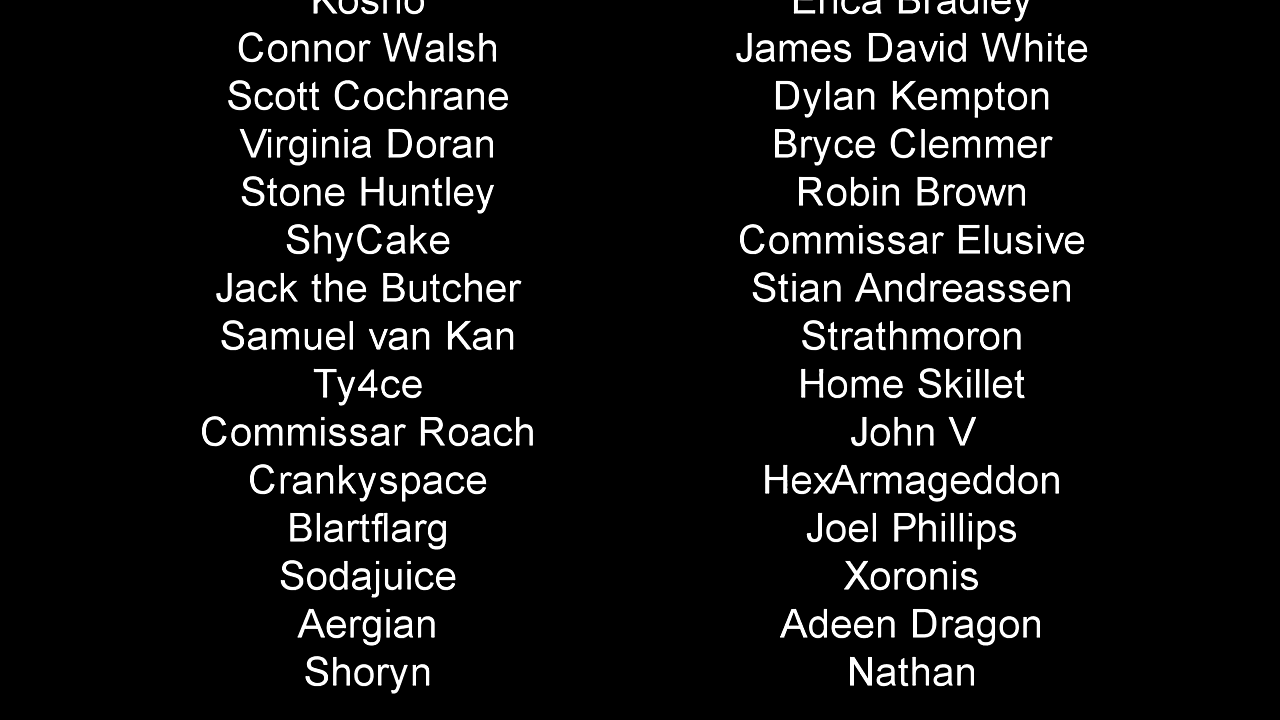 Erica Bradley
Connor Walsh James David White
Scott Cochrane Dylan Kempton
Virginia Doran Bryce Clemmer
Stone Huntley Robin Brown
ShyCake Commissar Elusive
Jack the Butcher Stian Andreassen
Samuel van Kan Strathmoron
Ty4ce Home Skillet
Commissar Roach John V
Crankyspace HexArmageddon
Blartflarg Joel Phillips
Sodajuice Xoronis
Aergian Adeen Dragon
Shoryn Nathan